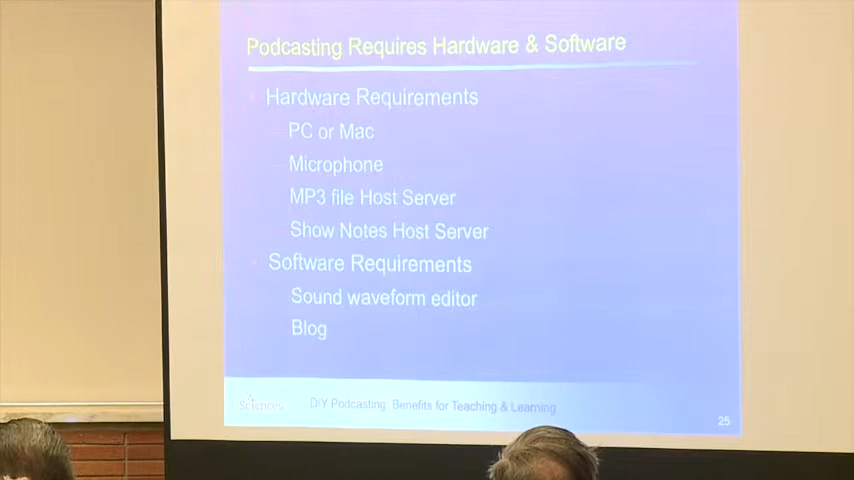 Podcasting Requires Hardware & Software
Hardware Requirements
PC or Mac
Microphone
MP3 file Host Server
Show Notes Host Server
Software Requirements
Sound waveform editor
Blog
Sciences
DIY Podcasting: Benefits for Teaching & Learning
25